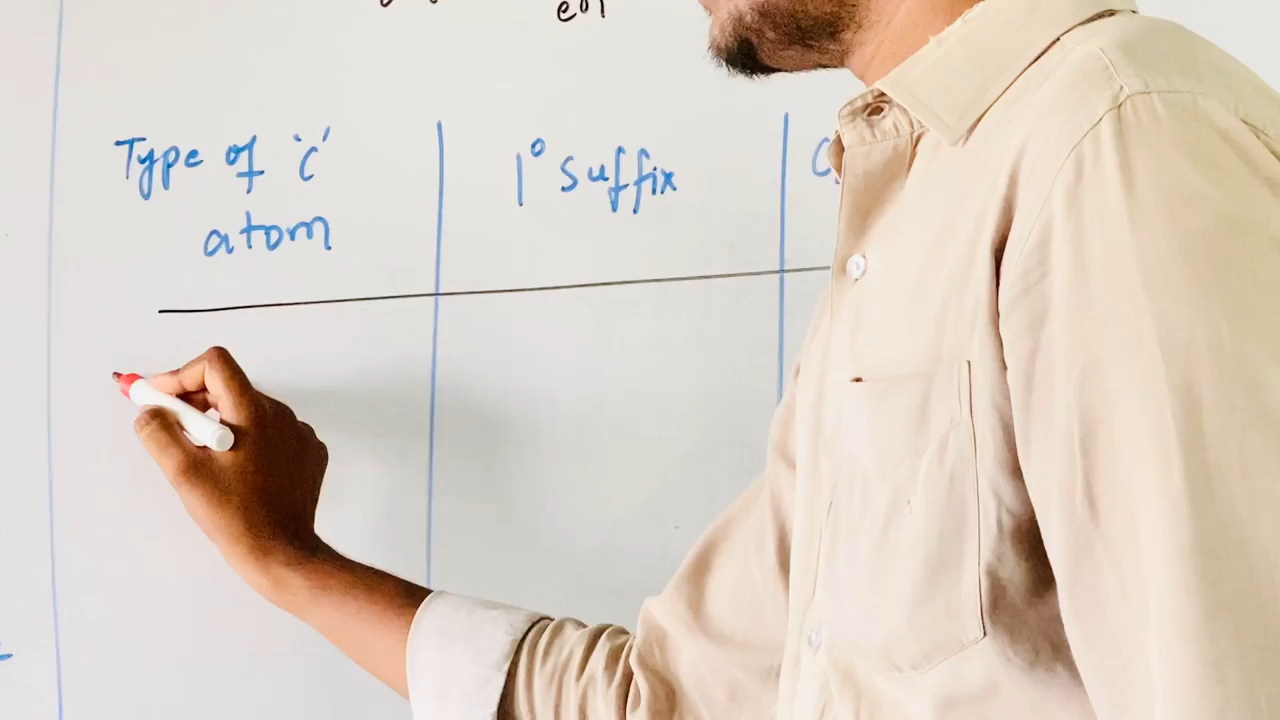 Type of 'C'
atom
1° suffix